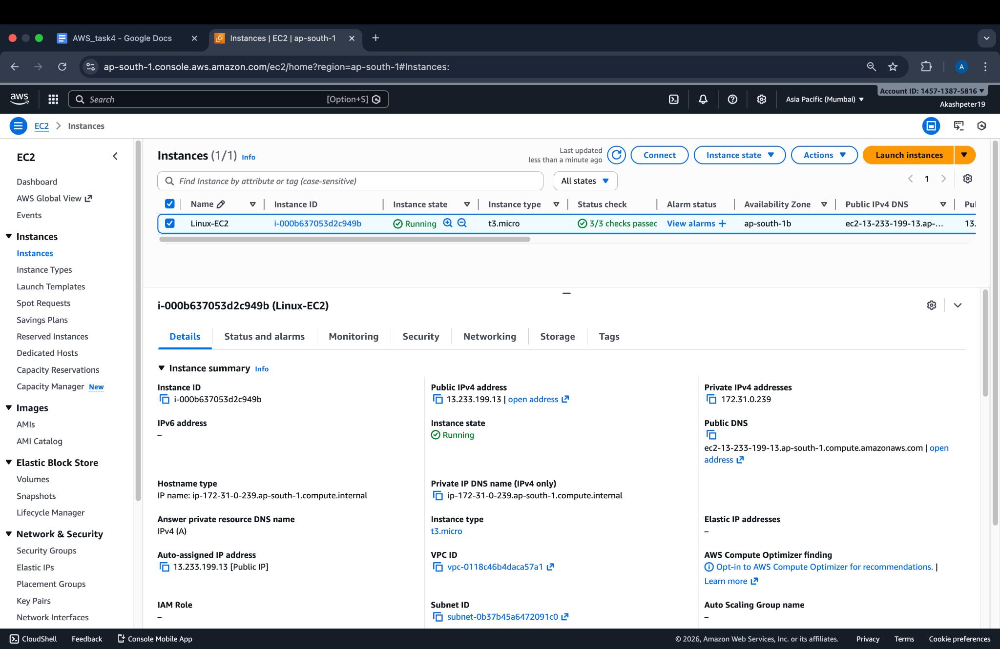 AWS_task4 - Google Docs
Instances | EC2 | ap-south-1
ap-south-1.console.aws.amazon.com/ec2/home?region=ap-south-1#Instances:
A
aws
Search
[Option+S]
Asia Pacific (Mumbai)
Account ID: 1457-1387-5816
Akashpeter19
EC2
Instances
EC2
Dashboard
AWS Global View
Events
Instances
Instances
Instance Types
Launch Templates
Spot Requests
Savings Plans
Reserved Instances
Dedicated Hosts
Capacity Reservations
Capacity Manager New
Images
AMIs
AMI Catalog
Elastic Block Store
Volumes
Snapshots
Lifecycle Manager
Network & Security
Security Groups
Elastic IPs
Placement Groups
Key Pairs
Network Interfaces
Instances (1/1) Info
Last updated
less than a minute ago
Connect
Instance state
Actions
Launch instances
Find Instance by attribute or tag (case-sensitive)
All states
1
Name Instance ID Instance state Instance type Status check Alarm status Availability Zone Public IPv4 DNS
Linux-EC2 i-000b637053d2c949b Running t3.micro 3/3 checks passec View alarms + ap-south-1b ec2-13-233-199-13.ap-... 13.
i-000b637053d2c949b (Linux-EC2)
Details Status and alarms Monitoring Security Networking Storage Tags
Instance summary Info
Instance ID
i-000b637053d2c949b
Public IPv4 address
13.233.199.13 | open address
Private IPv4 addresses
172.31.0.239
IPv6 address
–
Instance state
Running
Public DNS
ec2-13-233-199-13.ap-south-1.compute.amazonaws.com | open
address
Hostname type
IP name: ip-172-31-0-239.ap-south-1.compute.internal
Private IP DNS name (IPv4 only)
ip-172-31-0-239.ap-south-1.compute.internal
Answer private resource DNS name
IPv4 (A)
Instance type
t3.micro
Elastic IP addresses
–
Auto-assigned IP address
13.233.199.13 [Public IP]
VPC ID
vpc-0118c46b4daca57a1
AWS Compute Optimizer finding
Opt-in to AWS Compute Optimizer for recommendations. |
Learn more
IAM Role
–
Subnet ID
subnet-0b37b45a6472091c0
Auto Scaling Group name
–
CloudShell
Feedback
Console Mobile App
© 2026, Amazon Web Services, Inc. or its affiliates.
Privacy
Terms
Cookie preferences